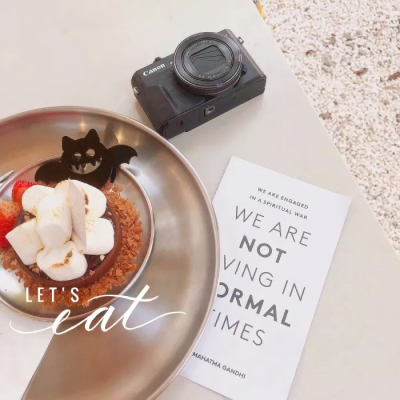 Canon
WE ARE ENGAGED
IN A SPIRITUAL WAR
WE ARE
NOT
VING IN
ORMAL
TIMES
MAHATMA GANDHI
LET'S
eat